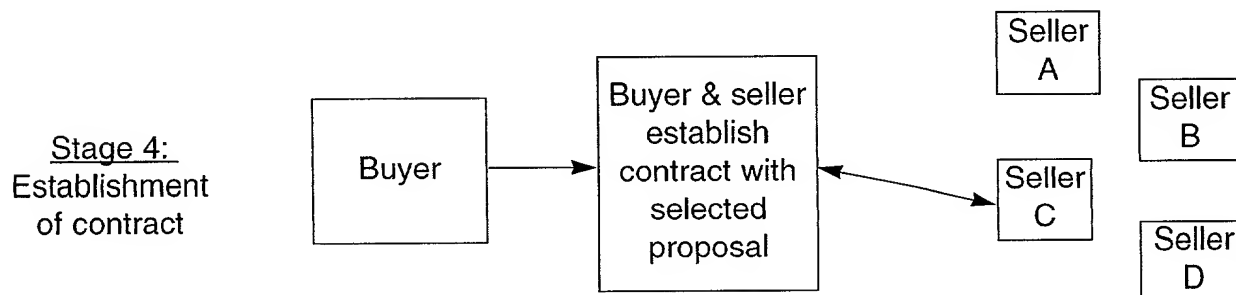 Stage 4:
Establishment
of contract
Buyer
Buyer & seller
establish
contract with
selected
proposal
Seller
A
Seller
B
Seller
C
Seller
D